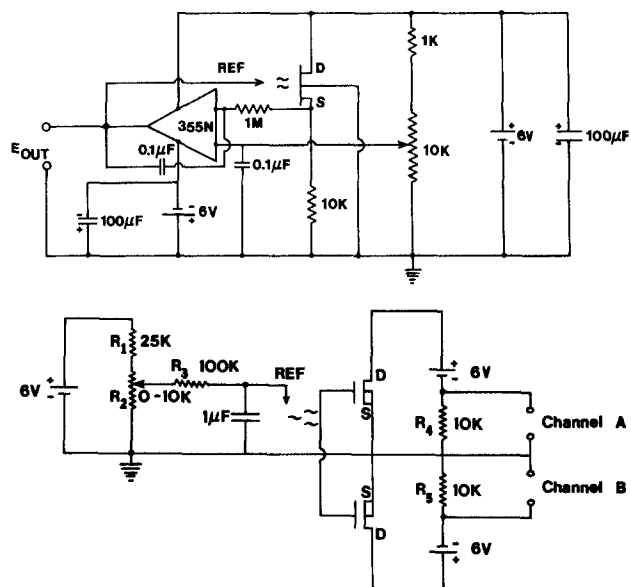 1K
D
REF
≈
S
1M
355N
E OUT
0.1μF
0.1μF
10K
6V
100μF
+
-
100μF
-
+
-
6V
+
10K
R1 25K
+
6V
-
R2 0-10K
R3 100K
REF
1μF
≈
D
S
+
6V
-
R4 10K
Channel A
S
R5 10K
Channel B
D
-
6V
+